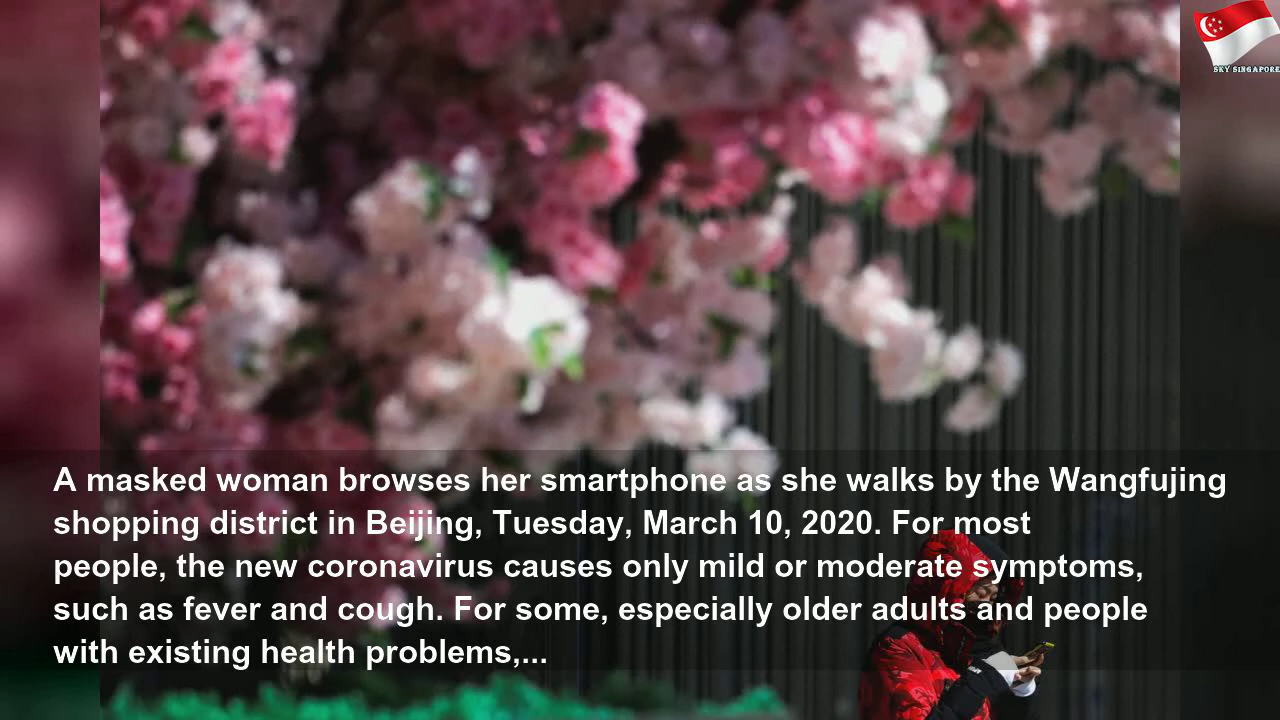 SKY SINGAPORE
A masked woman browses her smartphone as she walks by the Wangfujing
shopping district in Beijing, Tuesday, March 10, 2020. For most
people, the new coronavirus causes only mild or moderate symptoms,
such as fever and cough. For some, especially older adults and people
with existing health problems,...